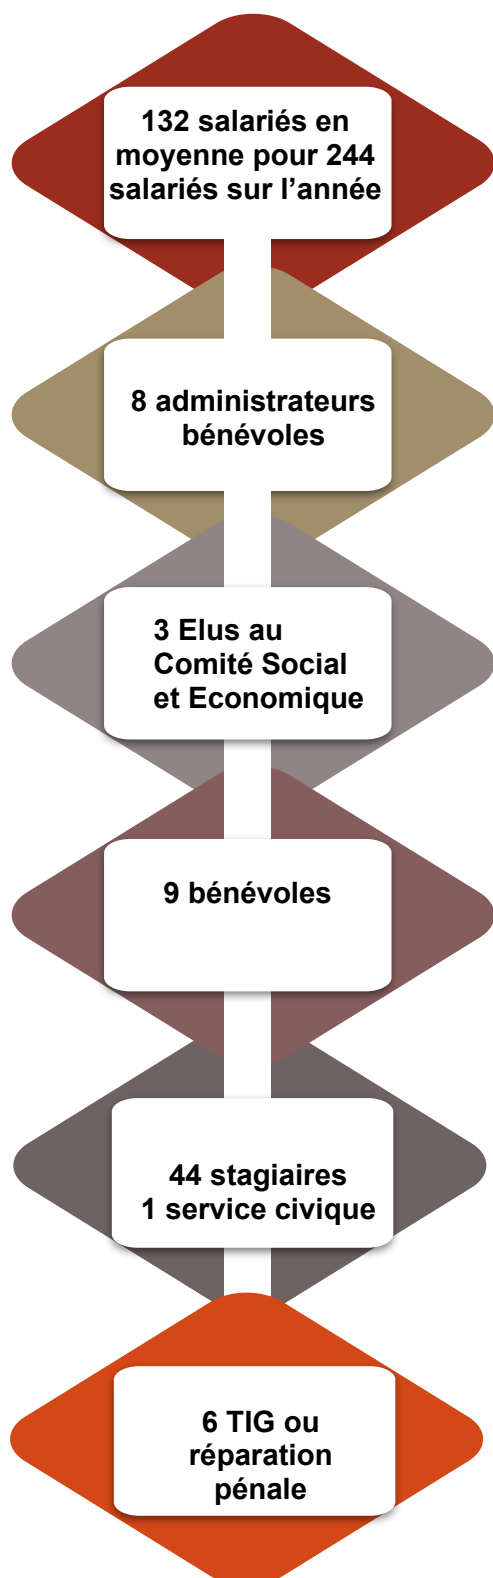 132 salariés en
moyenne pour 244
salariés sur l’année
8 administrateurs
bénévoles
3 Elus au
Comité Social
et Economique
9 bénévoles
44 stagiaires
1 service civique
6 TIG ou
réparation
pénale